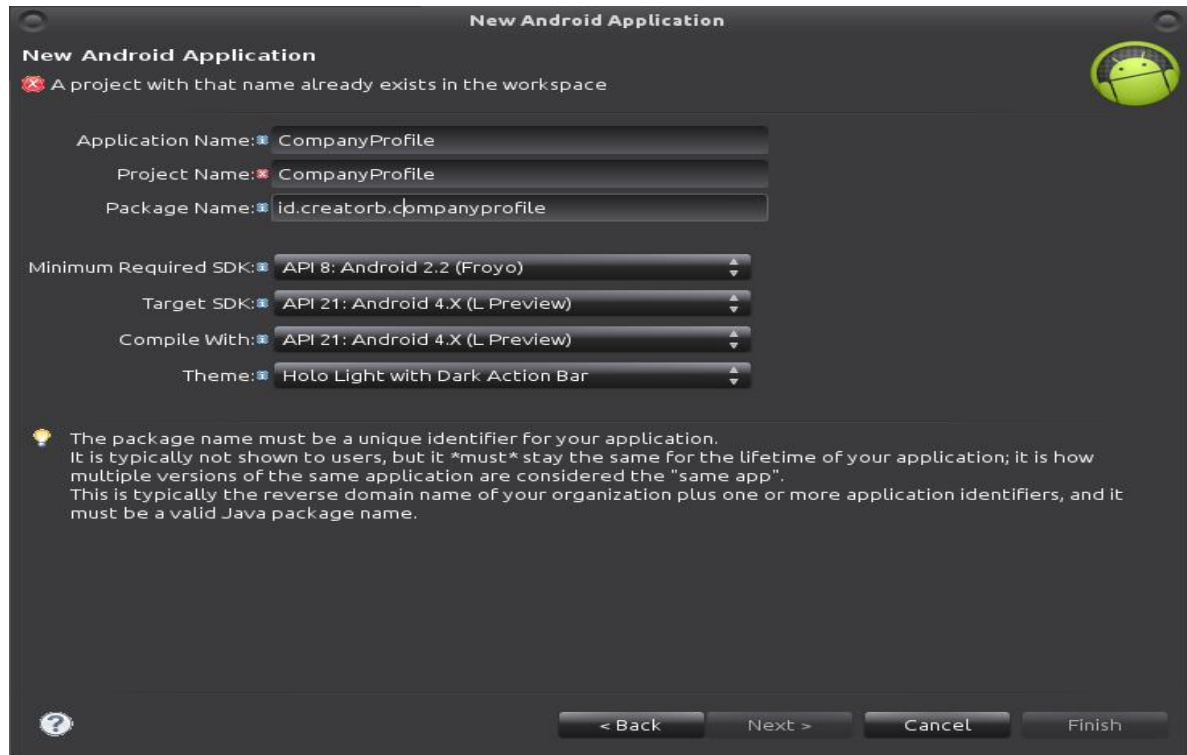 New Android Application
New Android Application
A project with that name already exists in the workspace
Application Name: CompanyProfile
Project Name: CompanyProfile
Package Name: id.creatorb.companyprofile
Minimum Required SDK: API 8: Android 2.2 (Froyo)
Target SDK: API 21: Android 4.X (L Preview)
Compile With: API 21: Android 4.X (L Preview)
Theme: Holo Light with Dark Action Bar
The package name must be a unique identifier for your application.
It is typically not shown to users, but it *must* stay the same for the lifetime of your application; it is how
multiple versions of the same application are considered the "same app".
This is typically the reverse domain name of your organization plus one or more application identifiers, and it
must be a valid Java package name.
? < Back Next > Cancel Finish